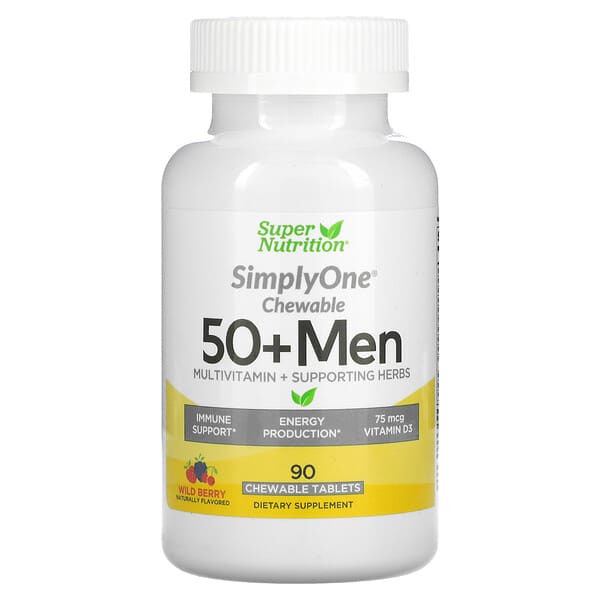 Super
Nutrition®
SimplyOne®
Chewable
50+Men
MULTIVITAMIN + SUPPORTING HERBS
IMMUNE
SUPPORT*
ENERGY
PRODUCTION*
75 mcg
VITAMIN D3
WILD BERRY
NATURALLY FLAVORED
90
CHEWABLE TABLETS
DIETARY SUPPLEMENT